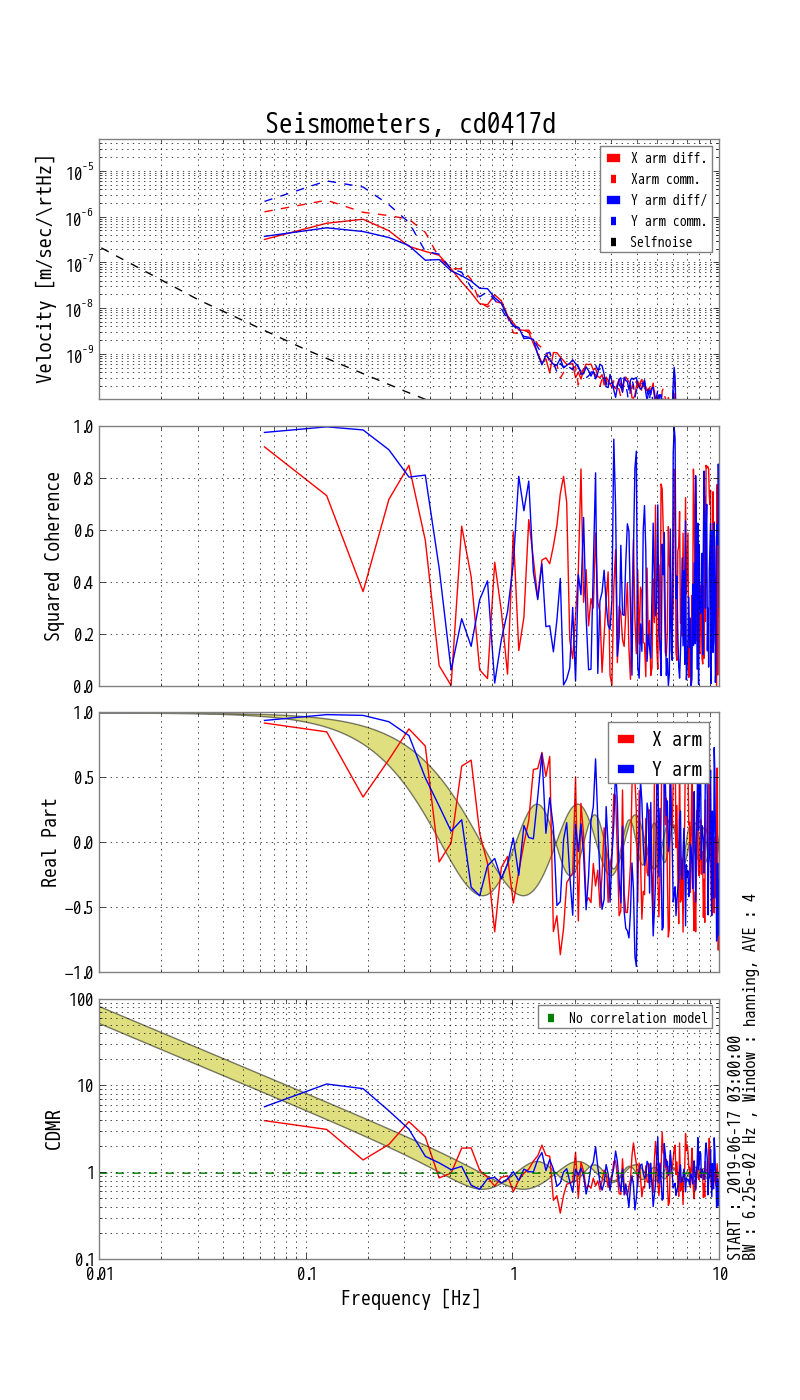 Seismometers, cd0417d
Velocity [m/sec/\rtHz]
10^-5
10^-6
10^-7
10^-8
10^-9
X arm diff.
Xarm comm.
Y arm diff/
Y arm comm.
Selfnoise
Squared Coherence
1.0
0.8
0.6
0.4
0.2
0.0
Real Part
1.0
0.5
0.0
−0.5
−1.0
X arm
Y arm
CDMR
100
10
1
0.1
No correlation model
0.01
0.1
1
10
Frequency [Hz]
START : 2019-06-17 03:00:00
BW : 6.25e-02 Hz , Window : hanning, AVE : 4